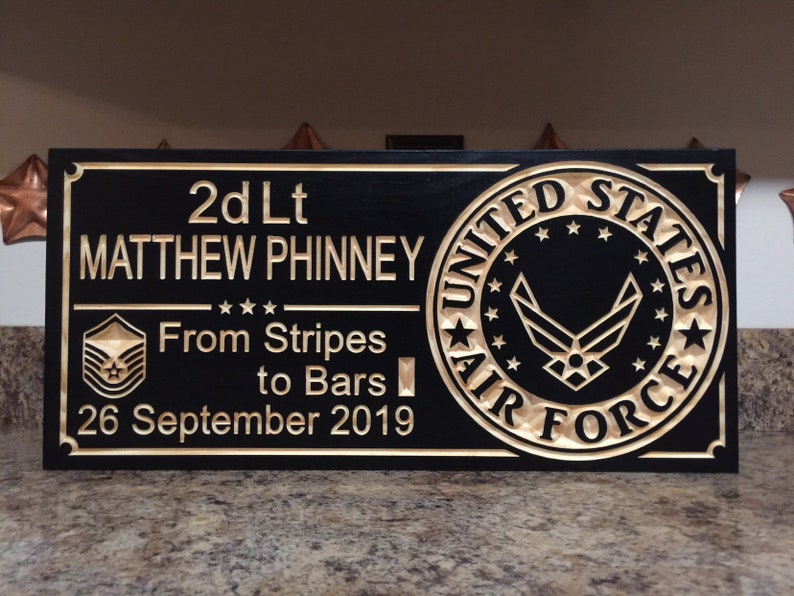 2d Lt
MATTHEW PHINNEY
From Stripes
to Bars
26 September 2019
UNITED STATES
AIR FORCE